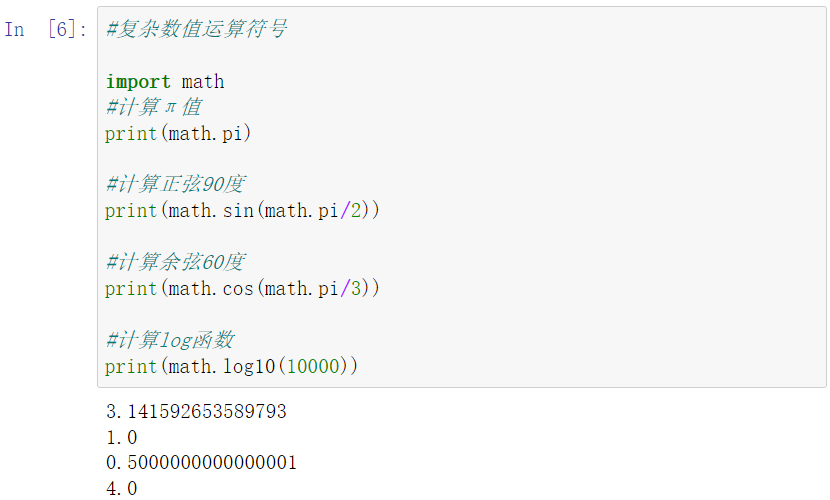 In [6]: #复杂数值运算符号
import math
#计算π值
print(math.pi)
#计算正弦90度
print(math.sin(math.pi/2))
#计算余弦60度
print(math.cos(math.pi/3))
#计算log函数
print(math.log10(10000))
3.141592653589793
1.0
0.5000000000000001
4.0